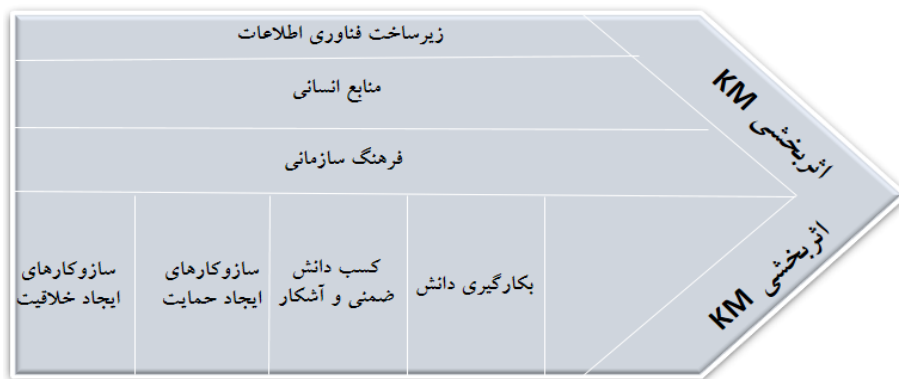 زیرساخت فناوری اطلاعات
منابع انسانی
فرهنگ سازمانی
اثربخشی KM
اثربخشی KM
بکارگیری دانش
کسب دانش
ضمنی و آشکار
سازوکارهای
ایجاد حمایت
سازوکارهای
ایجاد خلاقیت